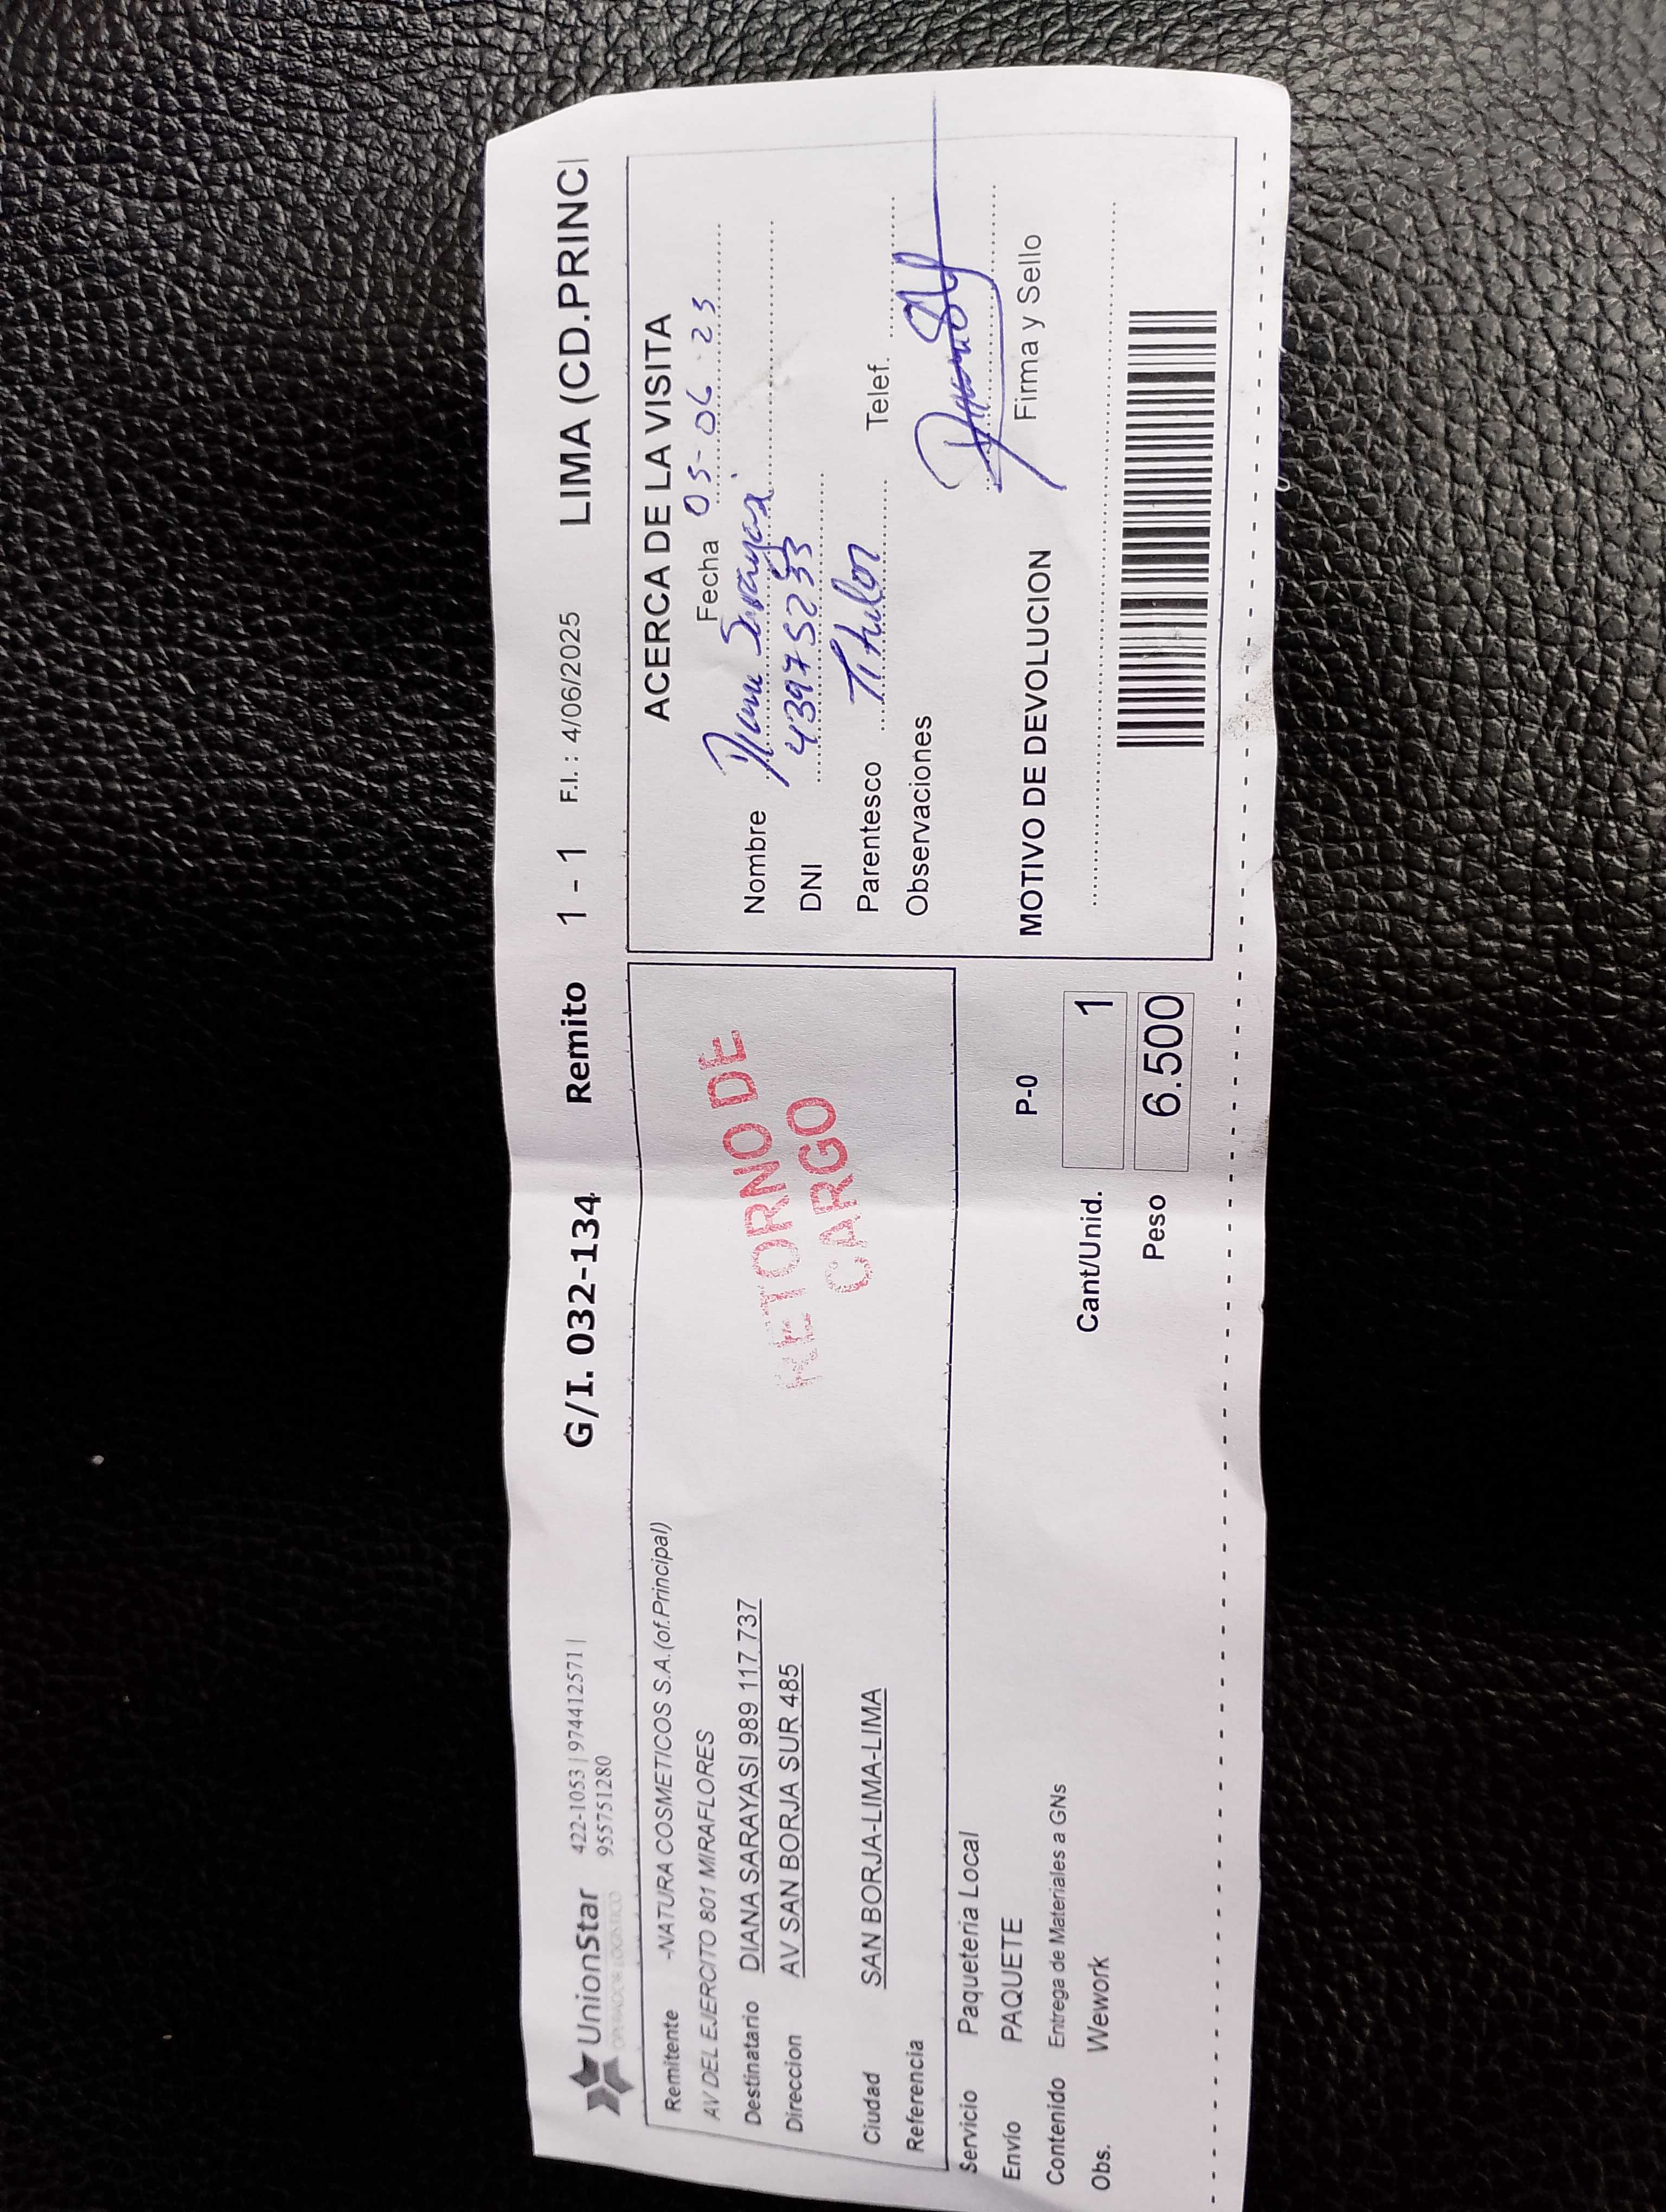 UnionStar
OPERADOR LOGISTICO
422-1053 | 974412571 |
955751280
G/I. 032-134 Remito 1 - 1 F.I. : 4/06/2025 LIMA (CD.PRINCI
Remitente -NATURA COSMETICOS S.A.(of.Principal)
AV DEL EJERCITO 801 MIRAFLORES
Destinatario DIANA SARAYASI 989 117 737
Direccion AV SAN BORJA SUR 485
Ciudad SAN BORJA-LIMA-LIMA
Referencia
RETORNO DE
CARGO
Servicio Paqueteria Local
Envío PAQUETE
Contenido Entrega de Materiales a GNs
Obs. Wework
P-0
Cant/Unid. 1
Peso 6.500
ACERCA DE LA VISITA
Fecha 05-06-25
Nombre Diana Sarayasi
DNI 43975233
Parentesco Titular Telef.
Observaciones
Firma y Sello
MOTIVO DE DEVOLUCION